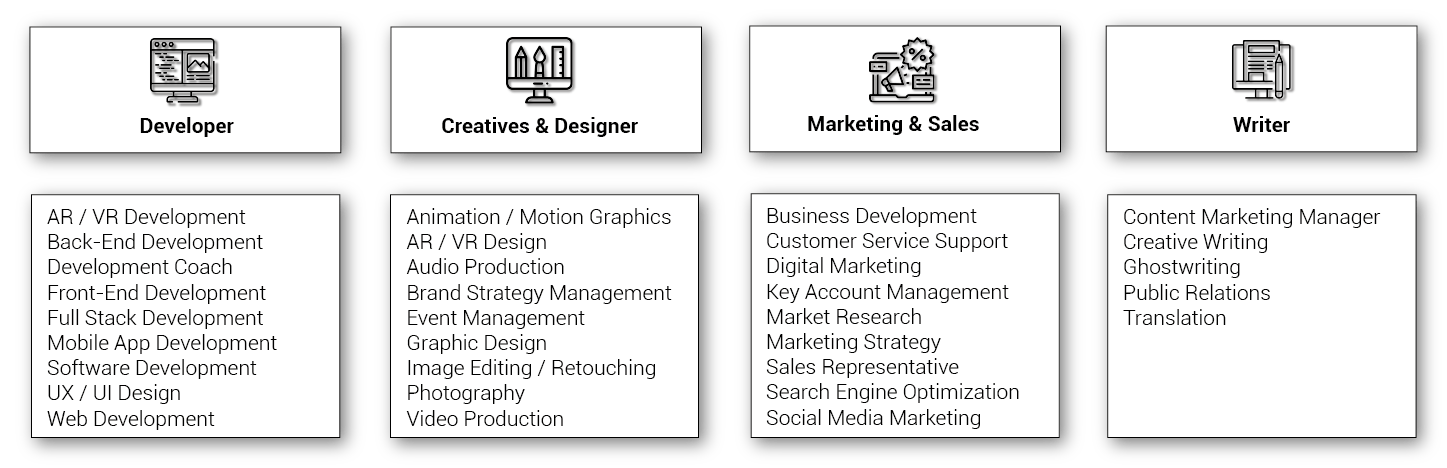 Developer
AR / VR Development
Back-End Development
Development Coach
Front-End Development
Full Stack Development
Mobile App Development
Software Development
UX / UI Design
Web Development
Creatives & Designer
Animation / Motion Graphics
AR / VR Design
Audio Production
Brand Strategy Management
Event Management
Graphic Design
Image Editing / Retouching
Photography
Video Production
Marketing & Sales
Business Development
Customer Service Support
Digital Marketing
Key Account Management
Market Research
Marketing Strategy
Sales Representative
Search Engine Optimization
Social Media Marketing
Writer
Content Marketing Manager
Creative Writing
Ghostwriting
Public Relations
Translation